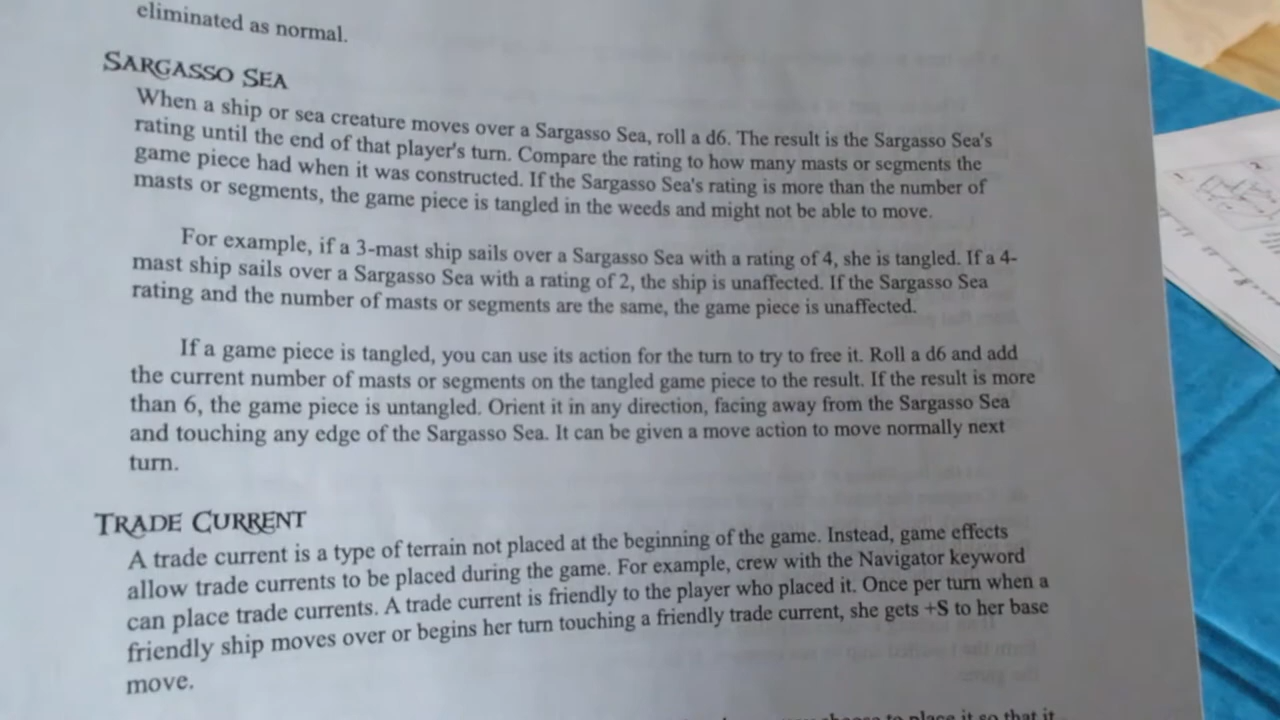 eliminated as normal.
SARGASSO SEA
When a ship or sea creature moves over a Sargasso Sea, roll a d6. The result is the Sargasso Sea's
rating until the end of that player's turn. Compare the rating to how many masts or segments the
game piece had when it was constructed. If the Sargasso Sea's rating is more than the number of
masts or segments, the game piece is tangled in the weeds and might not be able to move.
For example, if a 3-mast ship sails over a Sargasso Sea with a rating of 4, she is tangled. If a 4-
mast ship sails over a Sargasso Sea with a rating of 2, the ship is unaffected. If the Sargasso Sea
rating and the number of masts or segments are the same, the game piece is unaffected.
If a game piece is tangled, you can use its action for the turn to try to free it. Roll a d6 and add
the current number of masts or segments on the tangled game piece to the result. If the result is more
than 6, the game piece is untangled. Orient it in any direction, facing away from the Sargasso Sea
and touching any edge of the Sargasso Sea. It can be given a move action to move normally next
turn.
TRADE CURRENT
A trade current is a type of terrain not placed at the beginning of the game. Instead, game effects
allow trade currents to be placed during the game. For example, crew with the Navigator keyword
can place trade currents. A trade current is friendly to the player who placed it. Once per turn when a
friendly ship moves over or begins her turn touching a friendly trade current, she gets +S to her base
move.
to place it so that it